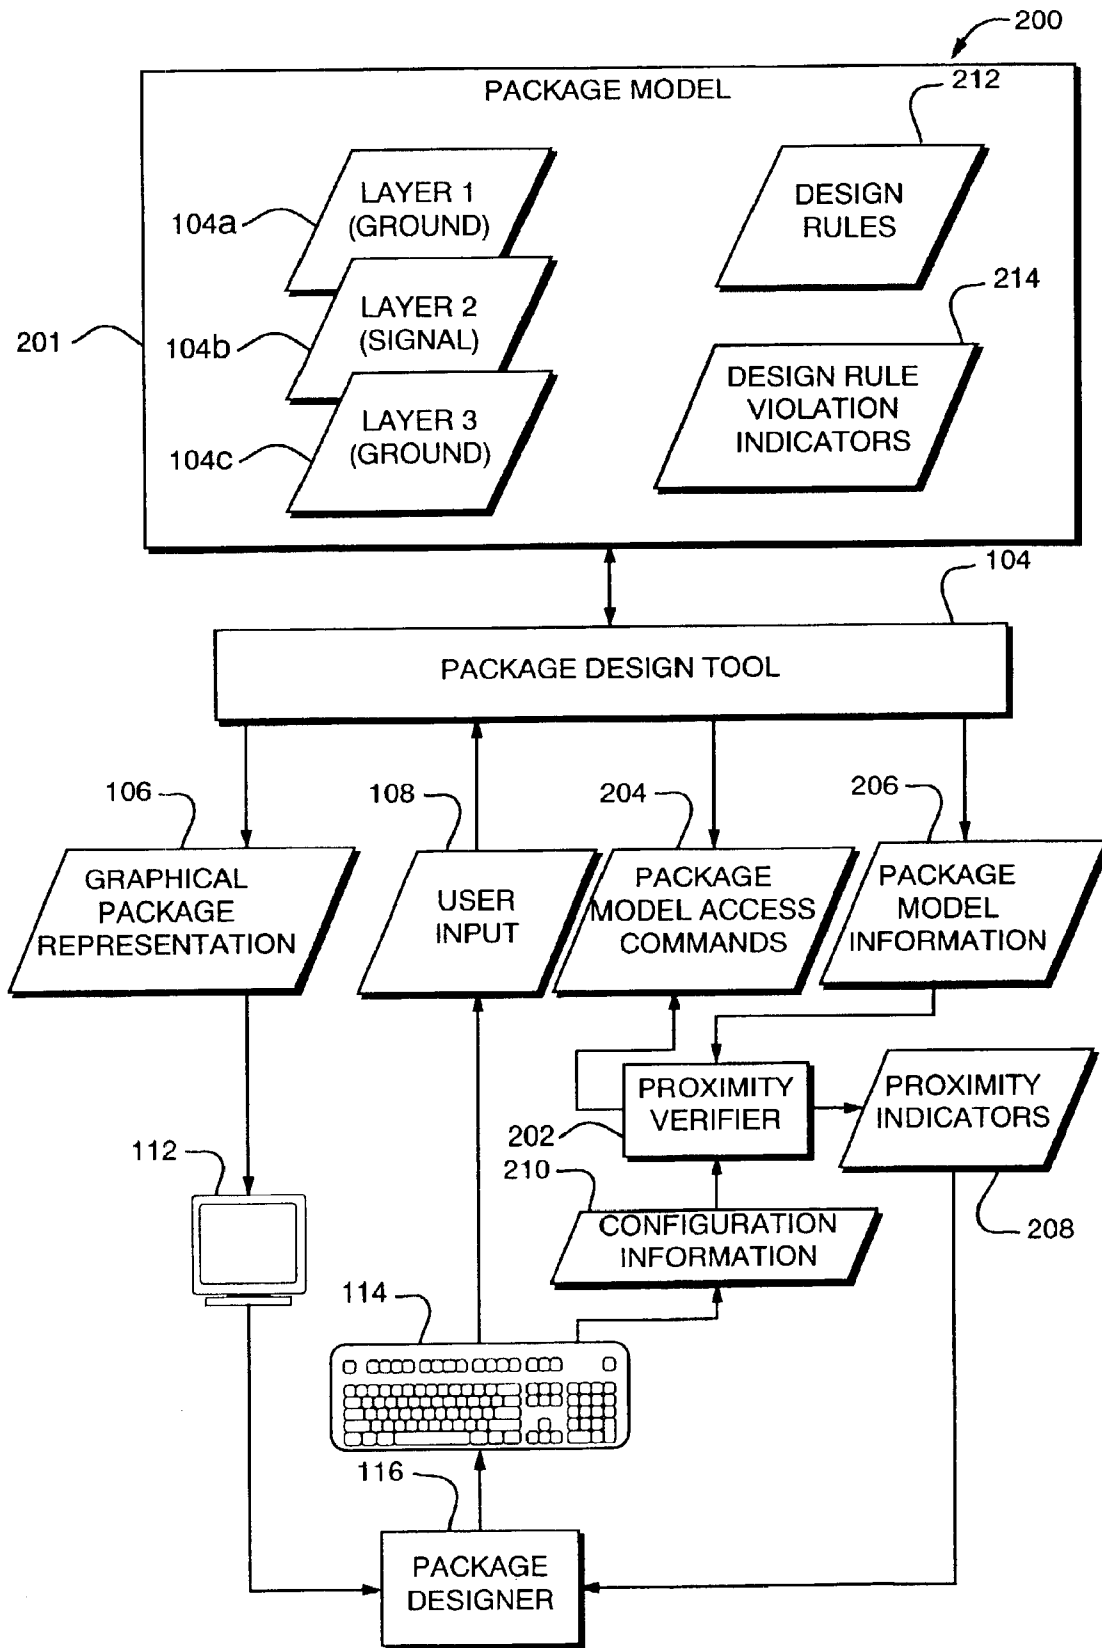 200
PACKAGE MODEL
212
LAYER 1
(GROUND)
104a
DESIGN
RULES
LAYER 2
(SIGNAL)
104b
214
201
DESIGN RULE
VIOLATION
INDICATORS
LAYER 3
(GROUND)
104c
104
PACKAGE DESIGN TOOL
106
108
204
206
GRAPHICAL
PACKAGE
REPRESENTATION
USER
INPUT
PACKAGE
MODEL ACCESS
COMMANDS
PACKAGE
MODEL
INFORMATION
PROXIMITY
VERIFIER
202
PROXIMITY
INDICATORS
112
210
208
CONFIGURATION
INFORMATION
114
116
PACKAGE
DESIGNER